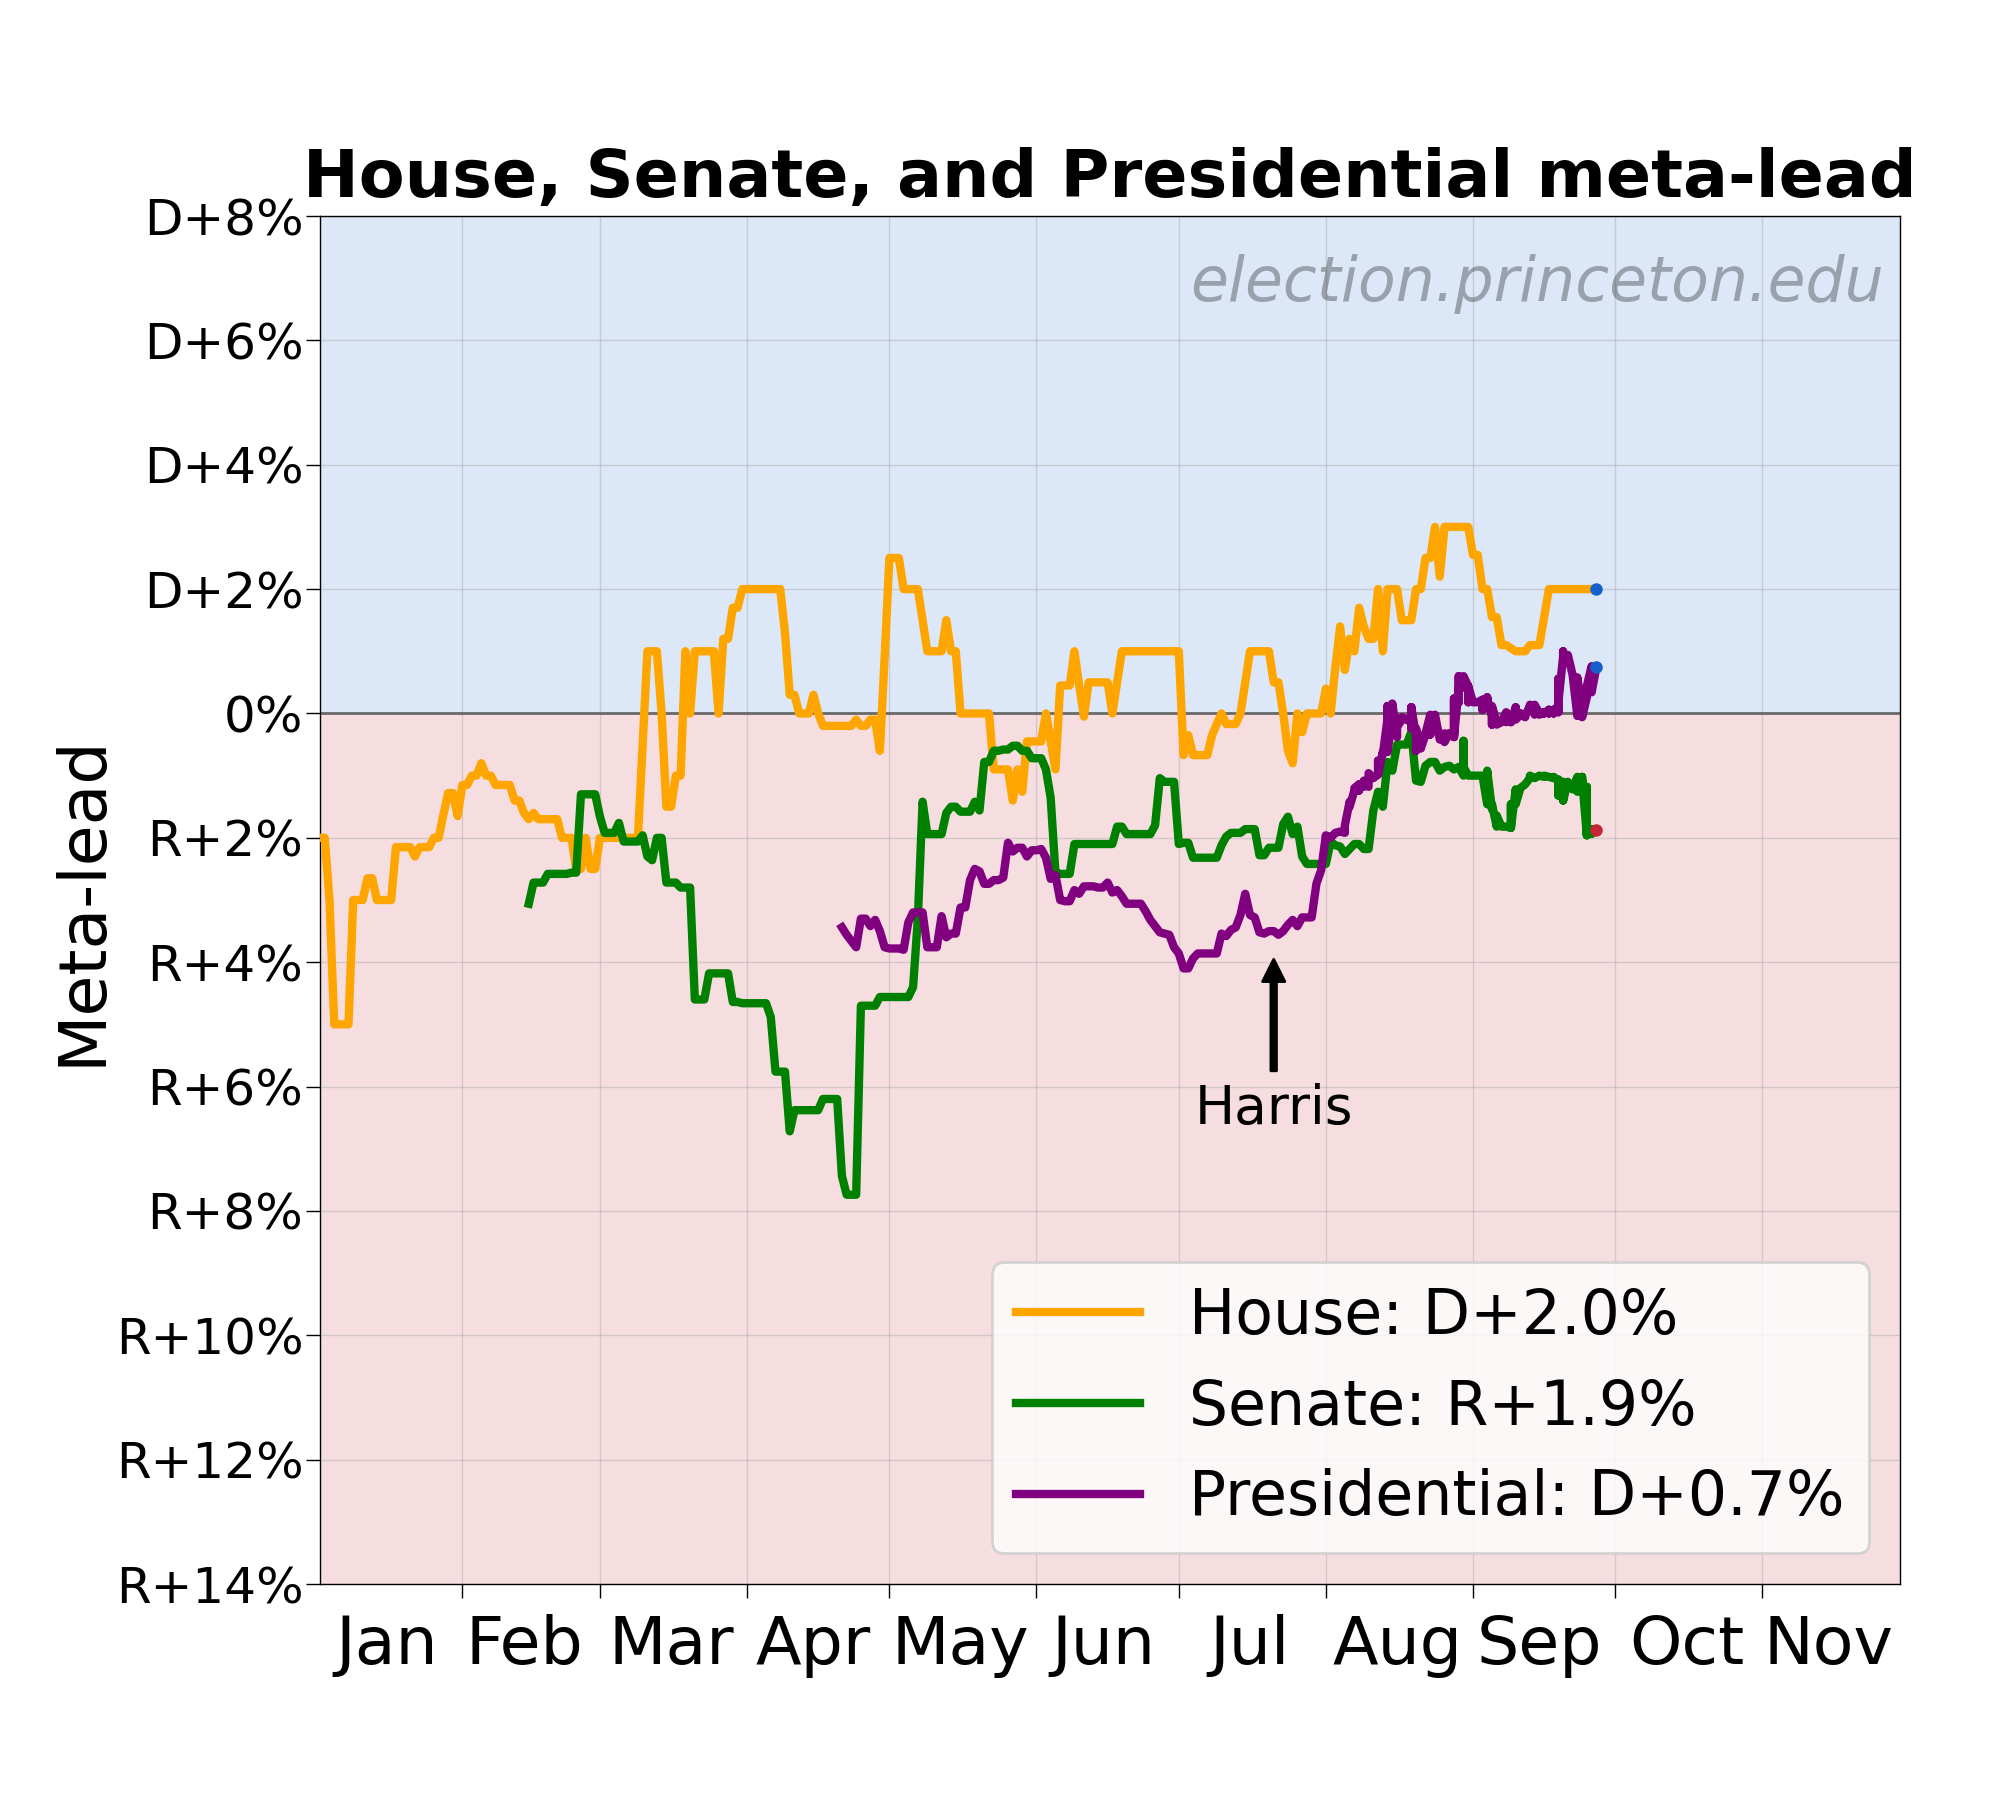 House, Senate, and Presidential meta-lead
election.princeton.edu
D+8%
D+6%
D+4%
D+2%
0%
R+2%
R+4%
R+6%
R+8%
R+10%
R+12%
R+14%
Meta-lead
Harris
House: D+2.0%
Senate: R+1.9%
Presidential: D+0.7%
Jan Feb Mar Apr May Jun Jul Aug Sep Oct Nov